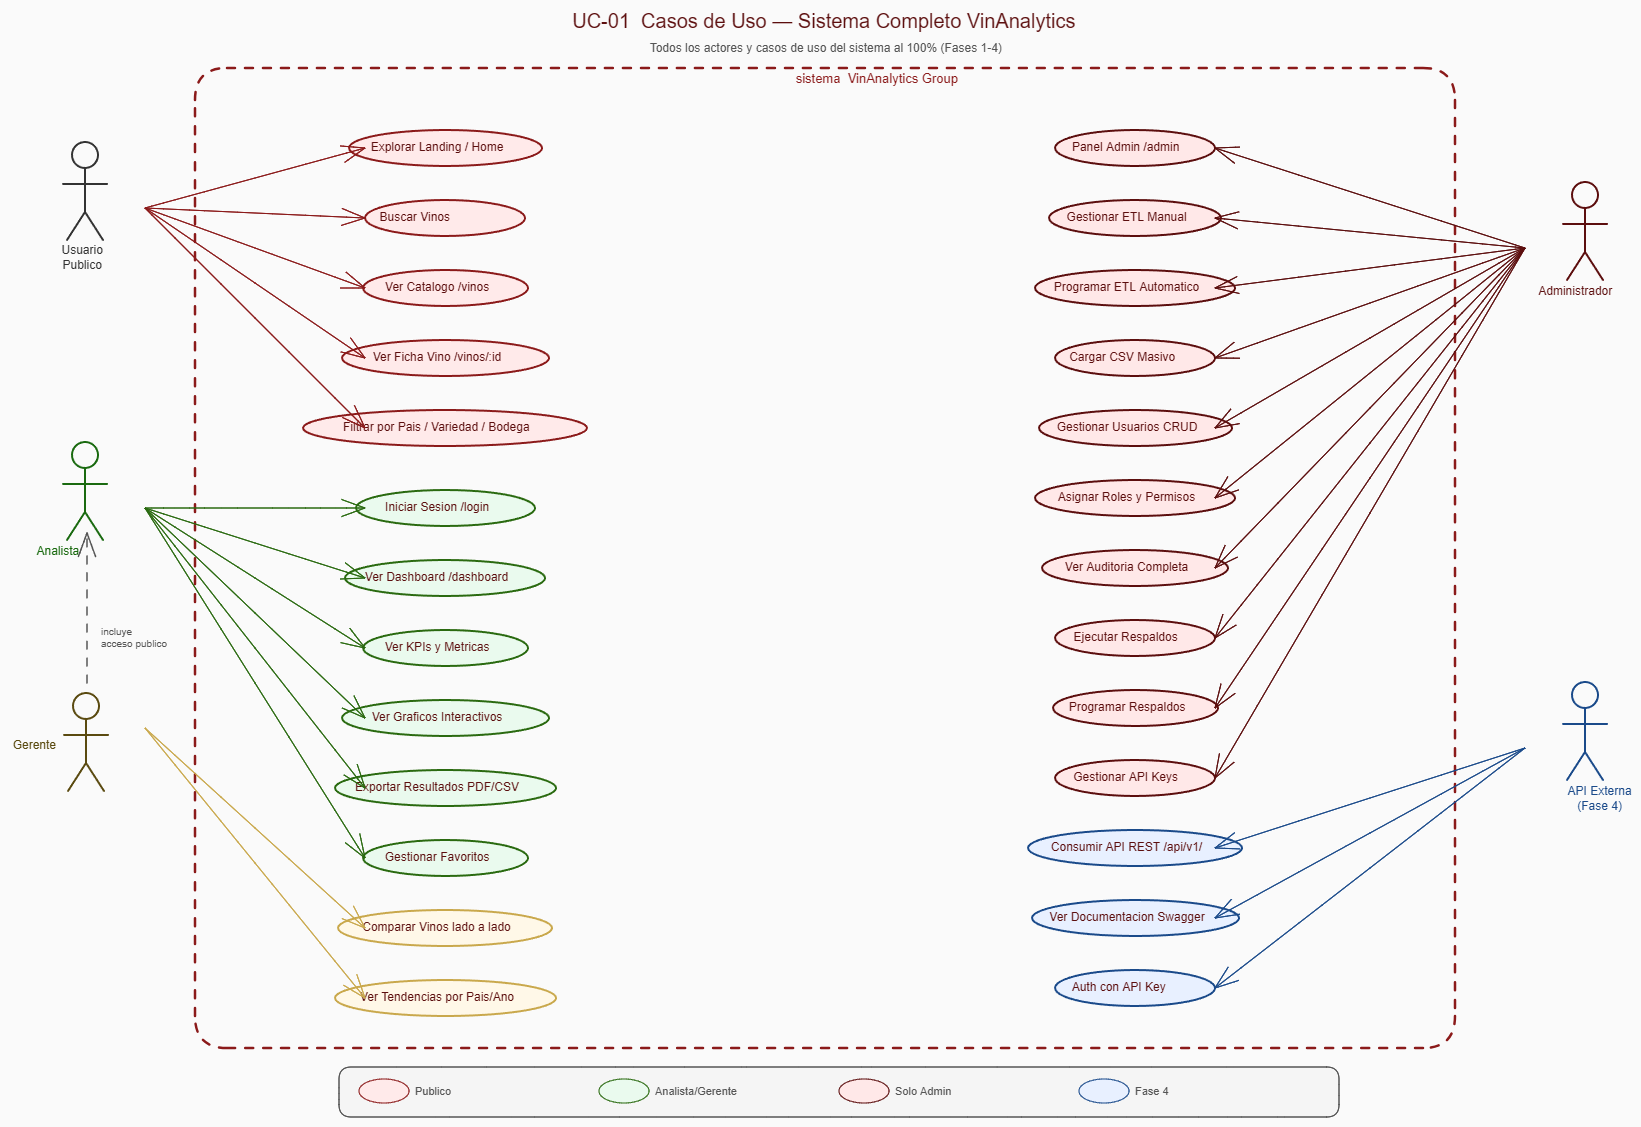 UC-01  Casos de Uso — Sistema Completo VinAnalytics
Todos los actores y casos de uso del sistema al 100% (Fases 1-4)
sistema  VinAnalytics Group
Usuario
Publico
Analista
incluye
acceso publico
Gerente
Explorar Landing / Home
Buscar Vinos
Ver Catalogo /vinos
Ver Ficha Vino /vinos/:id
Filtrar por Pais / Variedad / Bodega
Iniciar Sesion /login
Ver Dashboard /dashboard
Ver KPIs y Metricas
Ver Graficos Interactivos
Exportar Resultados PDF/CSV
Gestionar Favoritos
Comparar Vinos lado a lado
Ver Tendencias por Pais/Ano
Panel Admin /admin
Gestionar ETL Manual
Programar ETL Automatico
Cargar CSV Masivo
Gestionar Usuarios CRUD
Asignar Roles y Permisos
Ver Auditoria Completa
Ejecutar Respaldos
Programar Respaldos
Gestionar API Keys
Consumir API REST /api/v1/
Ver Documentacion Swagger
Auth con API Key
Administrador
API Externa
(Fase 4)
Publico
Analista/Gerente
Solo Admin
Fase 4